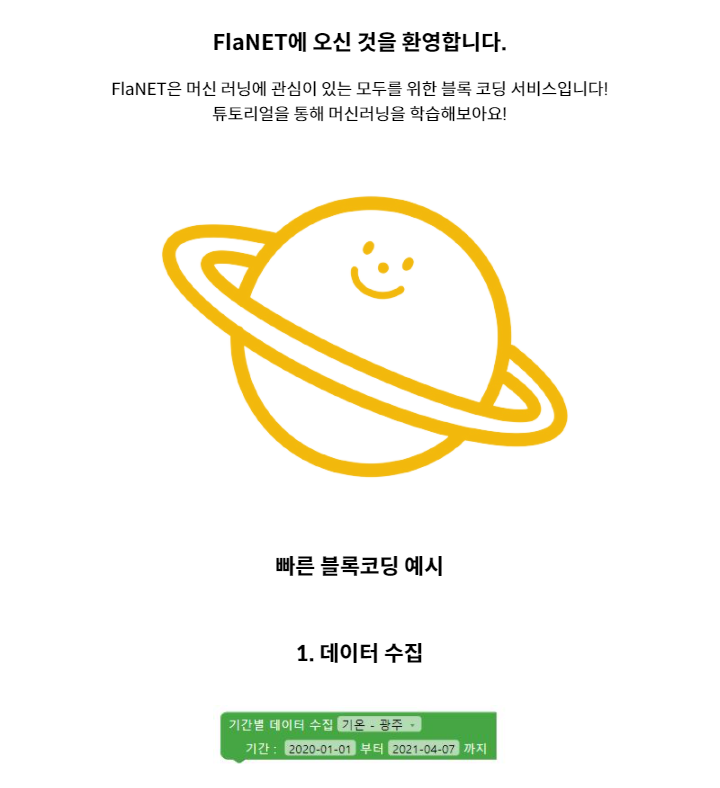 FlaNET에 오신 것을 환영합니다.
FlaNET은 머신 러닝에 관심이 있는 모두를 위한 블록 코딩 서비스입니다!
튜토리얼을 통해 머신러닝을 학습해보아요!
빠른 블록코딩 예시
1. 데이터 수집
기간별 데이터 수집 기온 - 광주
기간 : 2020-01-01 부터 2021-04-07 까지